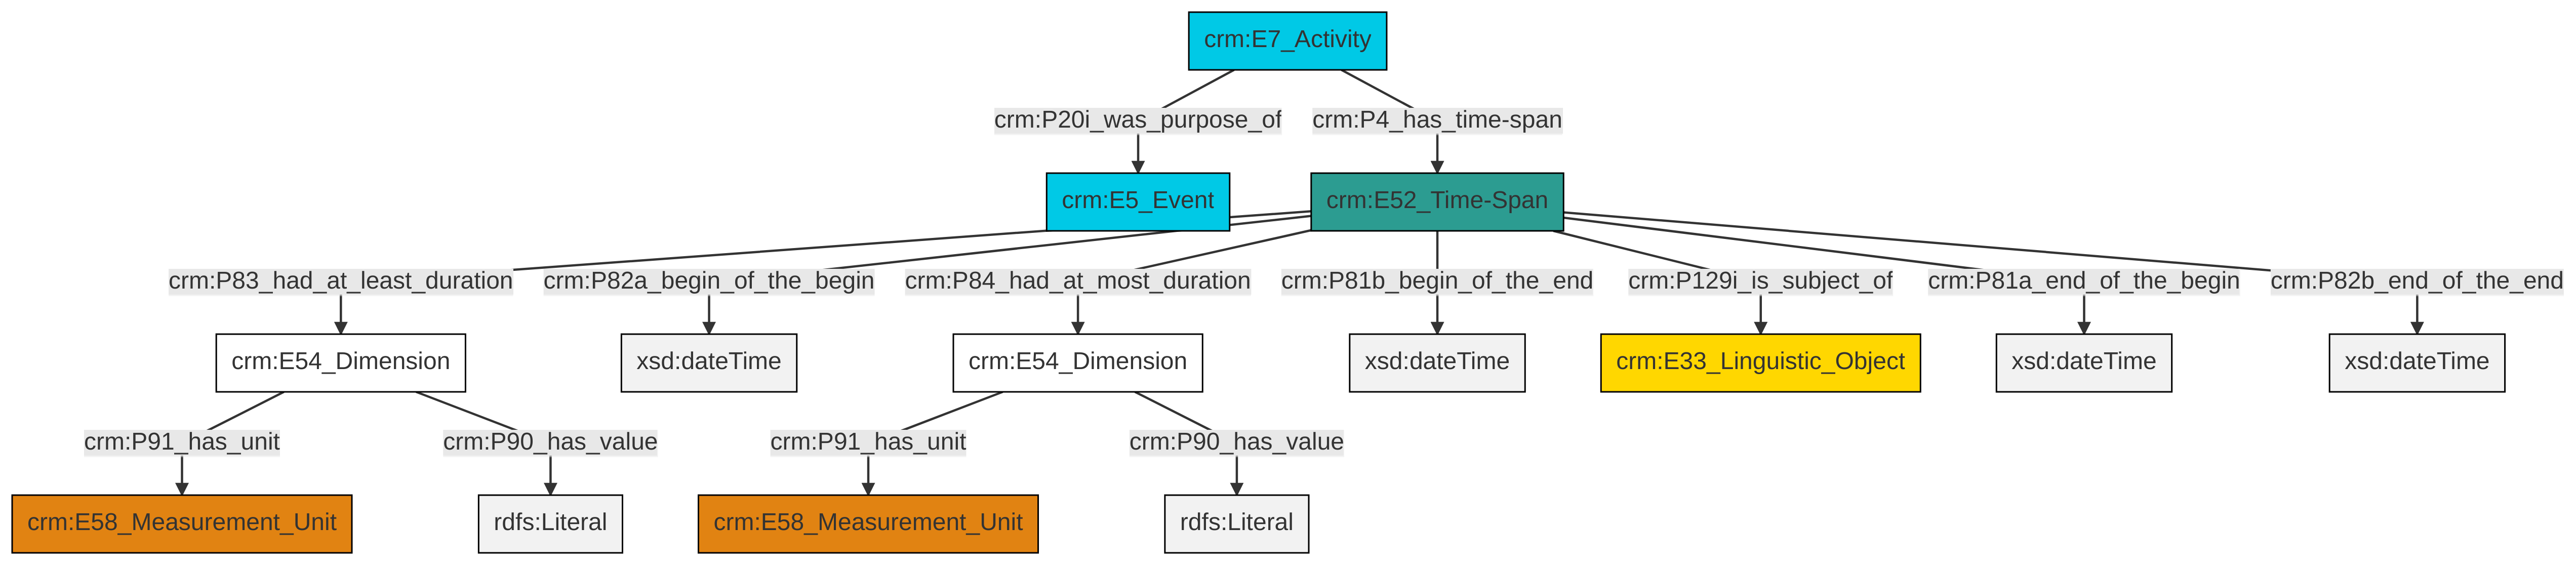 crm:E7_Activity
crm:P20i_was_purpose_of
crm:P4_has_time-span
crm:E5_Event
crm:E52_Time-Span
crm:P83_had_at_least_duration
crm:P82a_begin_of_the_begin
crm:P84_had_at_most_duration
crm:P81b_begin_of_the_end
crm:P129i_is_subject_of
crm:P81a_end_of_the_begin
crm:P82b_end_of_the_end
crm:E54_Dimension
xsd:dateTime
crm:E54_Dimension
xsd:dateTime
crm:E33_Linguistic_Object
xsd:dateTime
xsd:dateTime
crm:P91_has_unit
crm:P90_has_value
crm:P91_has_unit
crm:P90_has_value
crm:E58_Measurement_Unit
rdfs:Literal
crm:E58_Measurement_Unit
rdfs:Literal